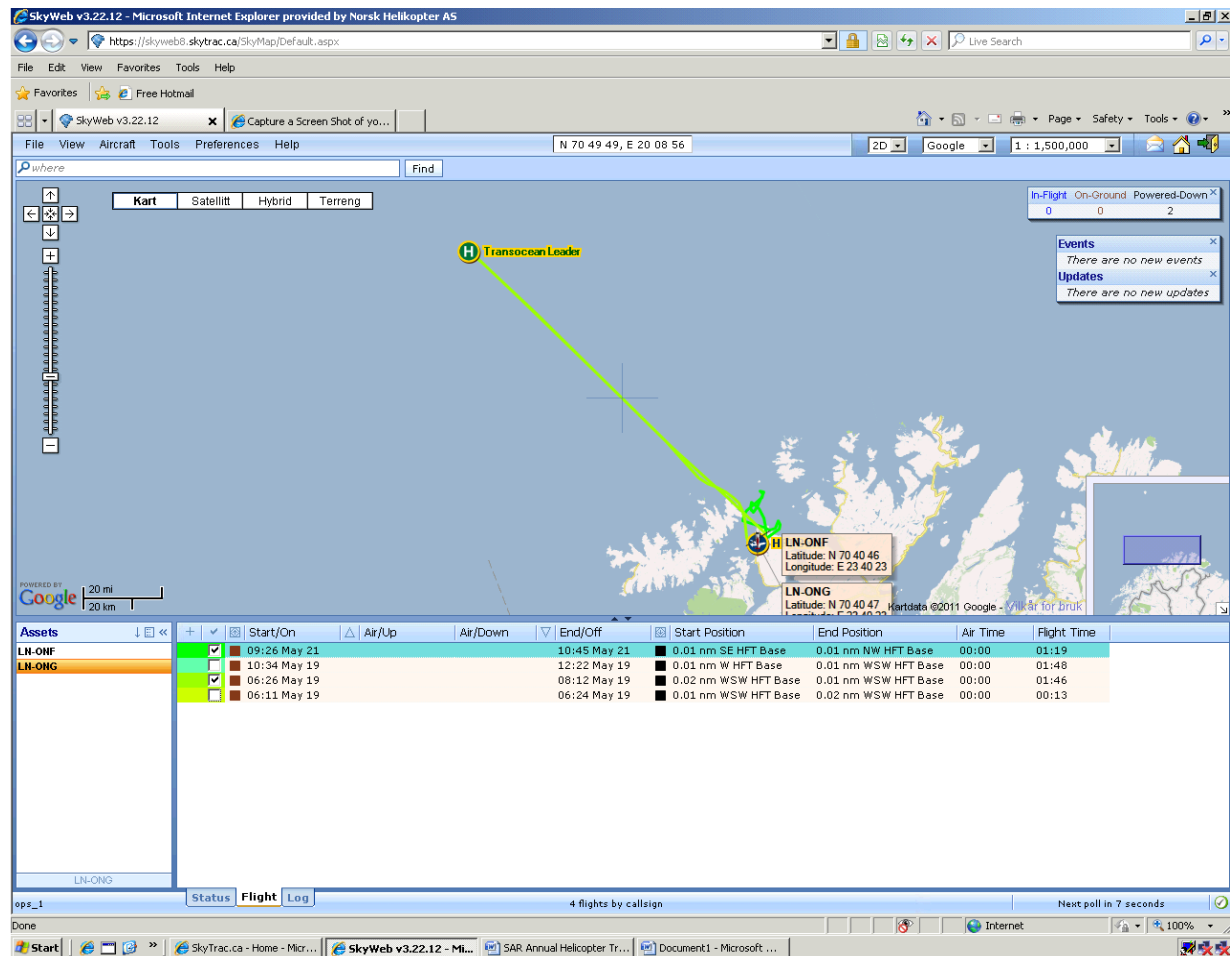 SkyWeb v3.22.12 - Microsoft Internet Explorer provided by Norsk Helikopter AS
https://skyweb8.skytrac.ca/SkyMap/Default.aspx
Live Search
File Edit View Favorites Tools Help
Favorites Free Hotmail
SkyWeb v3.22.12 Capture a Screen Shot of yo... Page Safety Tools
File View Aircraft Tools Preferences Help N 70 49 49, E 20 08 56 2D Google 1 : 1,500,000
where Find
Kart Satellitt Hybrid Terreng
In-Flight On-Ground Powered-Down
0 0 2
H Transocean Leader
Events
There are no new events
Updates
There are no new updates
H LN-ONF
Latitude: N 70 40 46
Longitude: E 23 40 23
LN-ONG
Latitude: N 70 40 47
POWERED BY
Google
20 mi
20 km
Kartdata ©2011 Google - Vilkår for bruk
Assets Start/On Air/Up Air/Down End/Off Start Position End Position Air Time Flight Time
LN-ONF 09:26 May 21 10:45 May 21 0.01 nm SE HFT Base 0.01 nm NW HFT Base 00:00 01:19
LN-ONG 10:34 May 19 12:22 May 19 0.01 nm W HFT Base 0.01 nm WSW HFT Base 00:00 01:48
06:26 May 19 08:12 May 19 0.02 nm WSW HFT Base 0.01 nm WSW HFT Base 00:00 01:46
06:11 May 19 06:24 May 19 0.01 nm WSW HFT Base 0.02 nm WSW HFT Base 00:00 00:13
LN-ONG
Status Flight Log
ops_1 4 flights by callsign Next poll in 7 seconds
Done Internet 100%
Start SkyTrac.ca - Home - Micr... SkyWeb v3.22.12 - Mi... SAR Annual Helicopter Tr... Document1 - Microsoft ...